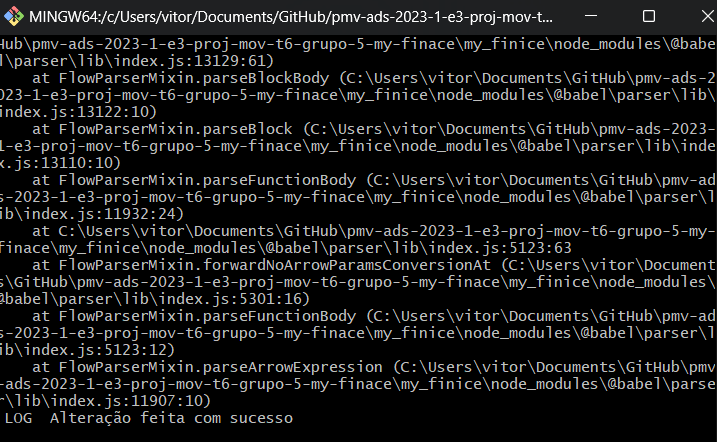 MINGW64:/c/Users/vitor/Documents/GitHub/pmv-ads-2023-1-e3-proj-mov-t...
Hub\pmv-ads-2023-1-e3-proj-mov-t6-grupo-5-my-finace\my_finice\node_modules\@babe
l\parser\lib\index.js:13129:61)
    at FlowParserMixin.parseBlockBody (C:\Users\vitor\Documents\GitHub\pmv-ads-2
023-1-e3-proj-mov-t6-grupo-5-my-finace\my_finice\node_modules\@babel\parser\lib\
index.js:13122:10)
    at FlowParserMixin.parseBlock (C:\Users\vitor\Documents\GitHub\pmv-ads-2023-
1-e3-proj-mov-t6-grupo-5-my-finace\my_finice\node_modules\@babel\parser\lib\inde
x.js:13110:10)
    at FlowParserMixin.parseFunctionBody (C:\Users\vitor\Documents\GitHub\pmv-ad
s-2023-1-e3-proj-mov-t6-grupo-5-my-finace\my_finice\node_modules\@babel\parser\l
ib\index.js:11932:24)
    at C:\Users\vitor\Documents\GitHub\pmv-ads-2023-1-e3-proj-mov-t6-grupo-5-my-
finace\my_finice\node_modules\@babel\parser\lib\index.js:5123:63
    at FlowParserMixin.forwardNoArrowParamsConversionAt (C:\Users\vitor\Document
s\GitHub\pmv-ads-2023-1-e3-proj-mov-t6-grupo-5-my-finace\my_finice\node_modules\
@babel\parser\lib\index.js:5301:16)
    at FlowParserMixin.parseFunctionBody (C:\Users\vitor\Documents\GitHub\pmv-ad
s-2023-1-e3-proj-mov-t6-grupo-5-my-finace\my_finice\node_modules\@babel\parser\l
ib\index.js:5123:12)
    at FlowParserMixin.parseArrowExpression (C:\Users\vitor\Documents\GitHub\pmv
-ads-2023-1-e3-proj-mov-t6-grupo-5-my-finace\my_finice\node_modules\@babel\parse
r\lib\index.js:11907:10)
LOG  Alteração feita com sucesso